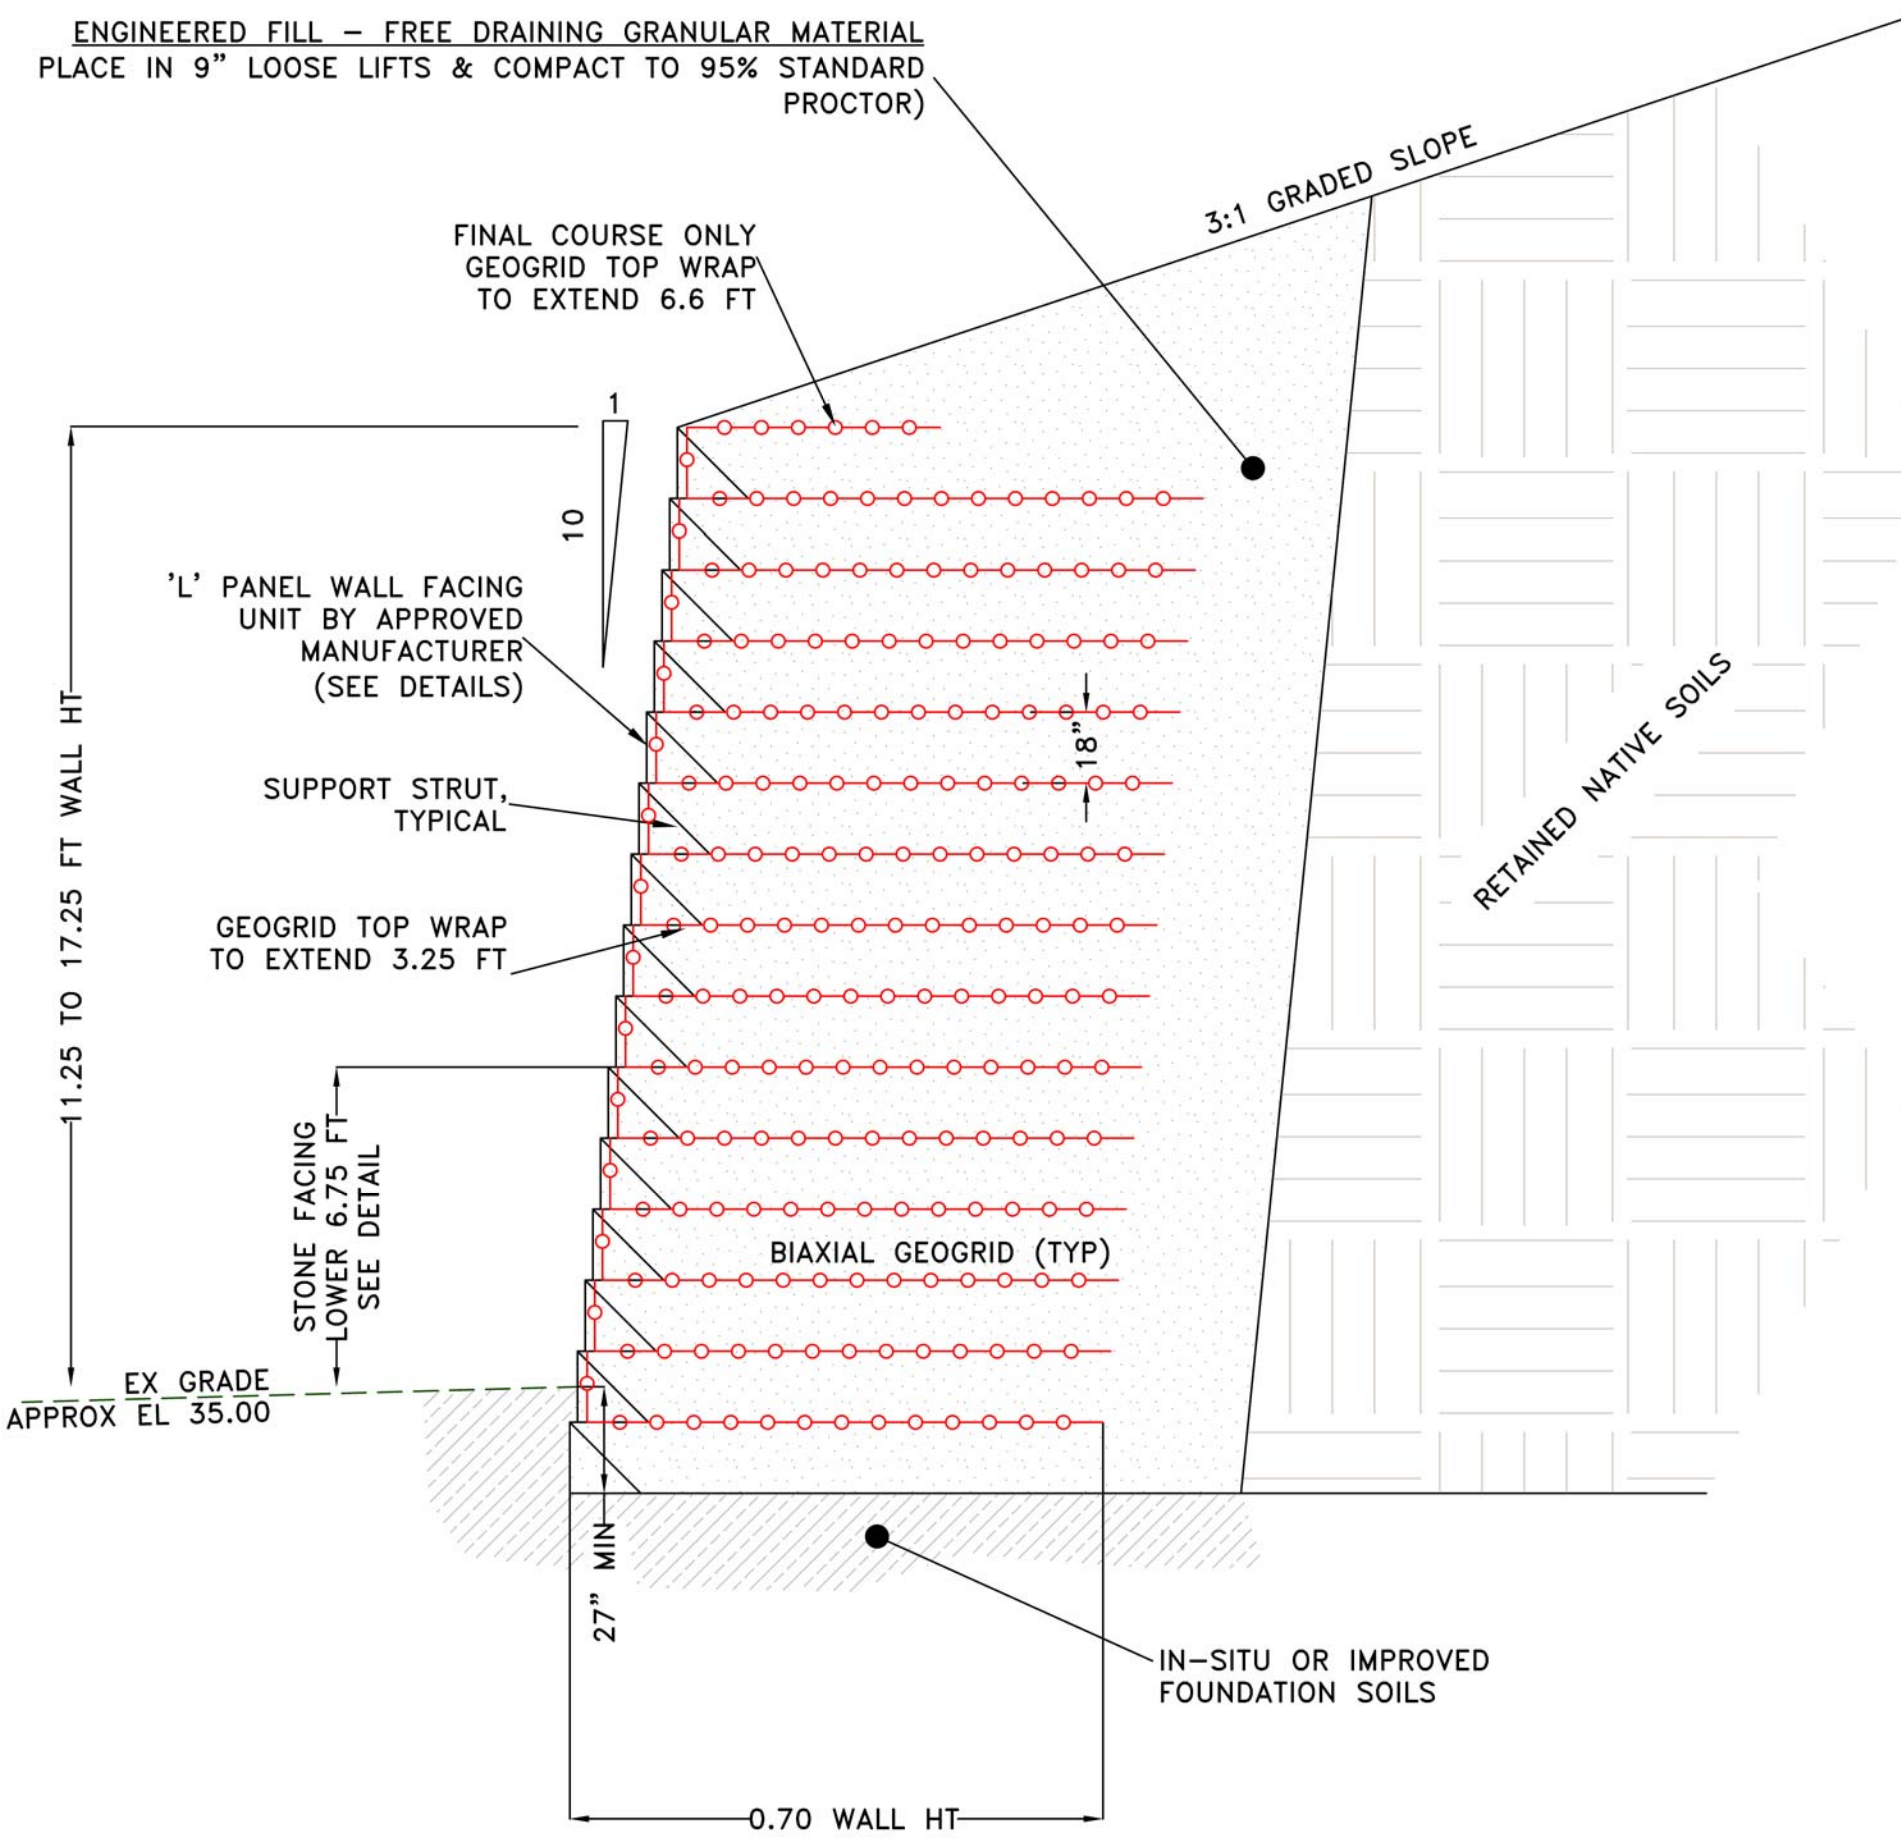 ENGINEERED FILL – FREE DRAINING GRANULAR MATERIAL
PLACE IN 9" LOOSE LIFTS & COMPACT TO 95% STANDARD
PROCTOR)
3:1 GRADED SLOPE
FINAL COURSE ONLY
GEOGRID TOP WRAP
TO EXTEND 6.6 FT
1
10
'L' PANEL WALL FACING
UNIT BY APPROVED
MANUFACTURER
(SEE DETAILS)
18"
SUPPORT STRUT,
TYPICAL
RETAINED NATIVE SOILS
11.25 TO 17.25 FT WALL HT
GEOGRID TOP WRAP
TO EXTEND 3.25 FT
STONE FACING
LOWER 6.75 FT
SEE DETAIL
BIAXIAL GEOGRID (TYP)
EX GRADE
APPROX EL 35.00
27" MIN
IN-SITU OR IMPROVED
FOUNDATION SOILS
0.70 WALL HT